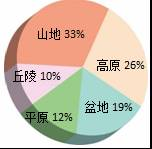 山地 33%
高原 26%
丘陵 10%
盆地 19%
平原 12%